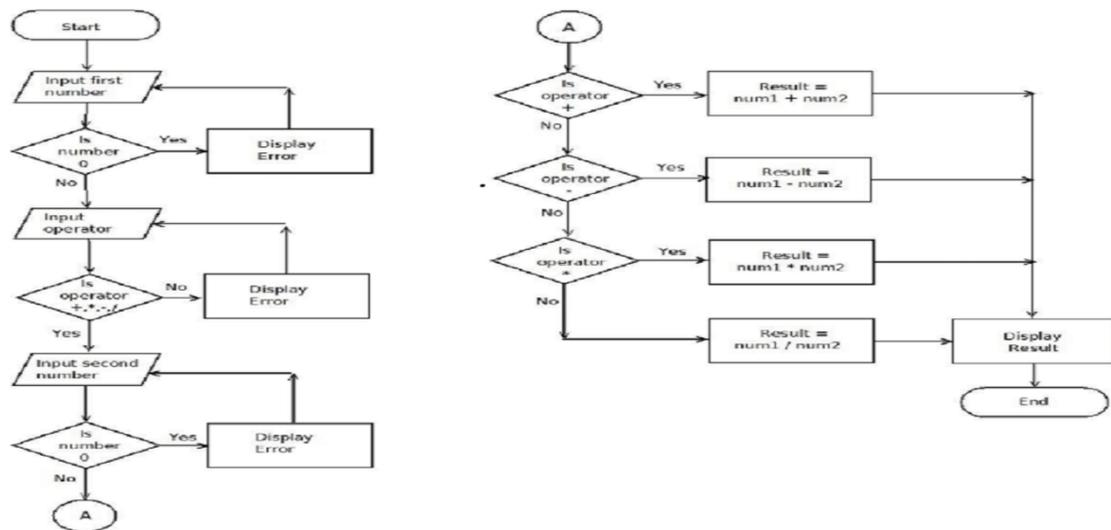 Start
Input first
number
Is
number
0
Yes
Display
Error
No
Input
operator
Is
operator
+,*,-,/
No
Display
Error
Yes
Input second
number
Is
number
0
Yes
Display
Error
No
A
A
Is
operator
+
Yes
Result =
num1 + num2
No
Is
operator
-
Yes
Result =
num1 - num2
No
Is
operator
*
Yes
Result =
num1 * num2
No
Result =
num1 / num2
Display
Result
End